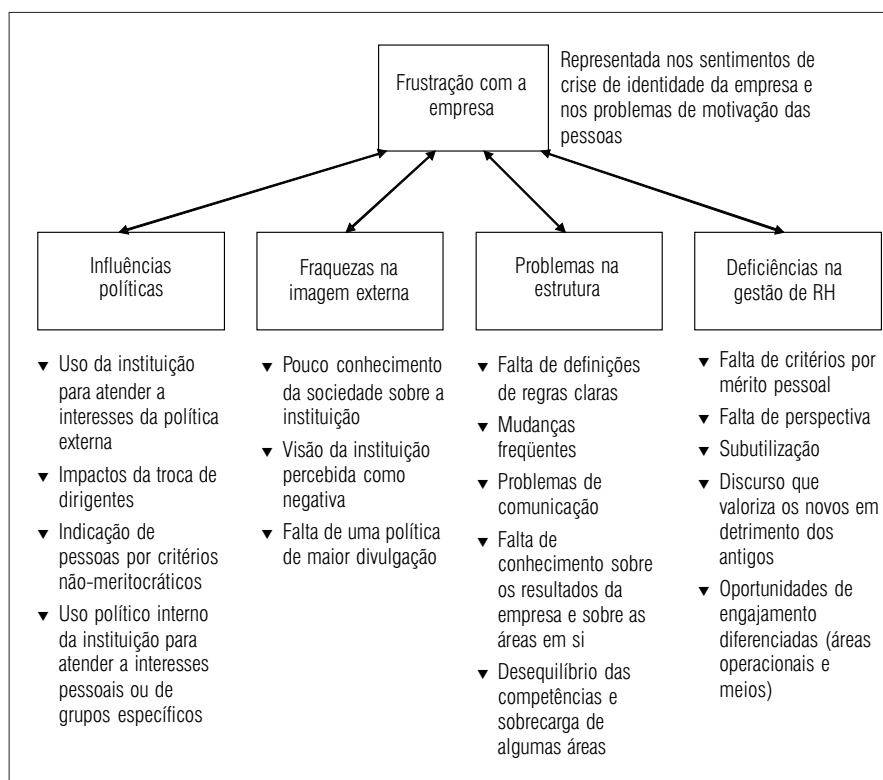 Frustração com a
empresa
Representada nos sentimentos de
crise de identidade da empresa e
nos problemas de motivação das
pessoas
Influências
políticas
Fraquezas na
imagem externa
Problemas na
estrutura
Deficiências na
gestão de RH
▼ Uso da instituição
para atender a
interesses da política
externa
▼ Impactos da troca de
dirigentes
▼ Indicação de
pessoas por critérios
não-meritocráticos
▼ Uso político interno
da instituição para
atender a interesses
pessoais ou de
grupos específicos
▼ Pouco conhecimento
da sociedade sobre a
instituição
▼ Visão da instituição
percebida como
negativa
▼ Falta de uma política
de maior divulgação
▼ Falta de definições
de regras claras
▼ Mudanças
freqüentes
▼ Problemas de
comunicação
▼ Falta de
conhecimento sobre
os resultados da
empresa e sobre as
áreas em si
▼ Desequilíbrio das
competências e
sobrecarga de
algumas áreas
▼ Falta de critérios por
mérito pessoal
▼ Falta de perspectiva
▼ Subutilização
▼ Discurso que
valoriza os novos em
detrimento dos
antigos
▼ Oportunidades de
engajamento
diferenciadas (áreas
operacionais e
meios)